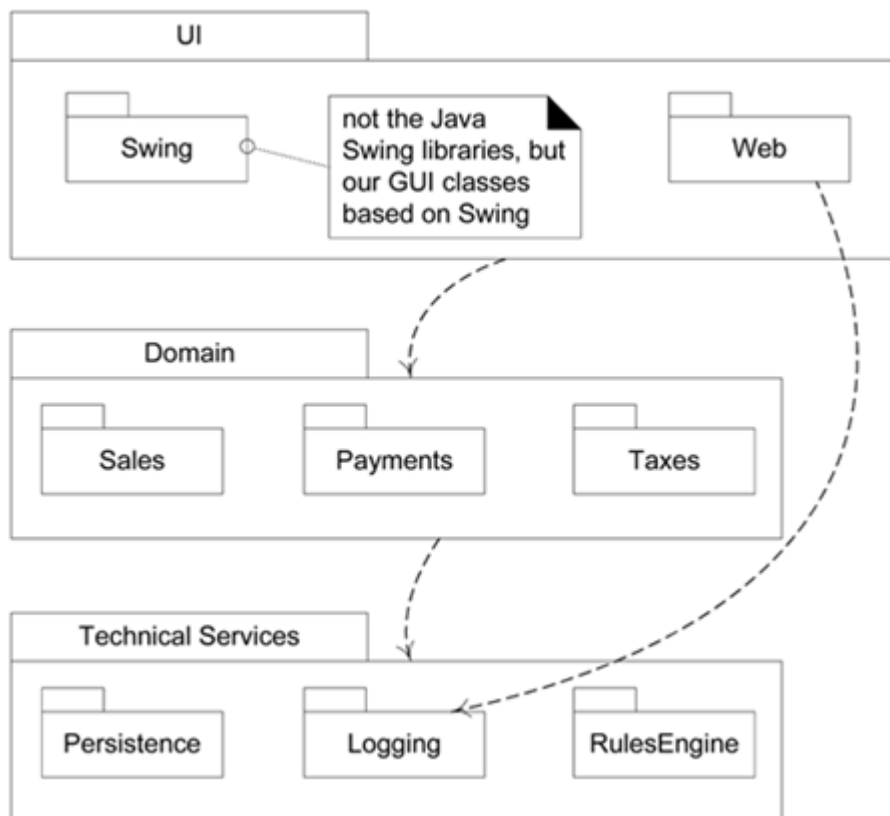 UI
Swing
not the Java
Swing libraries, but
our GUI classes
based on Swing
Web
Domain
Sales
Payments
Taxes
Technical Services
Persistence
Logging
RulesEngine